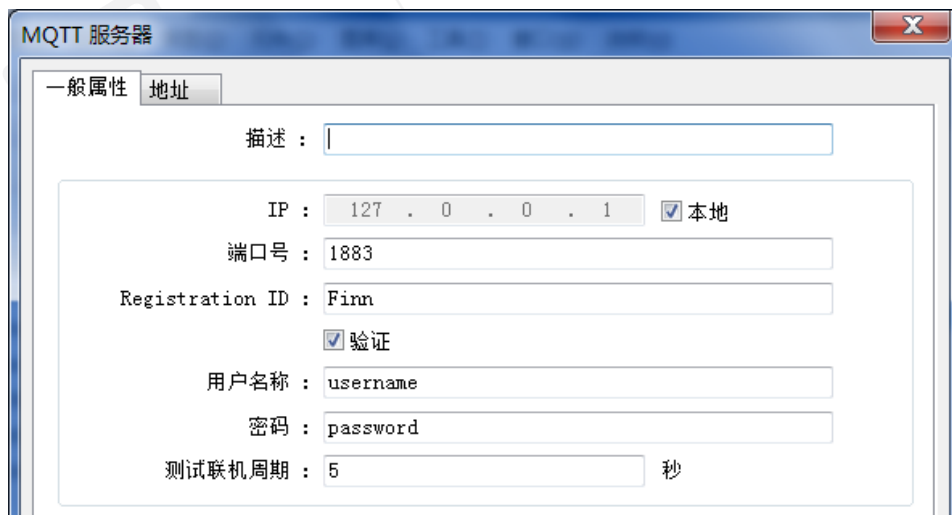 MQTT 服务器
一般属性 地址
描述 :
IP : 127 . 0 . 0 . 1 本地
端口号 : 1883
Registration ID : Finn
验证
用户名称 : username
密码 : password
测试联机周期 : 5 秒